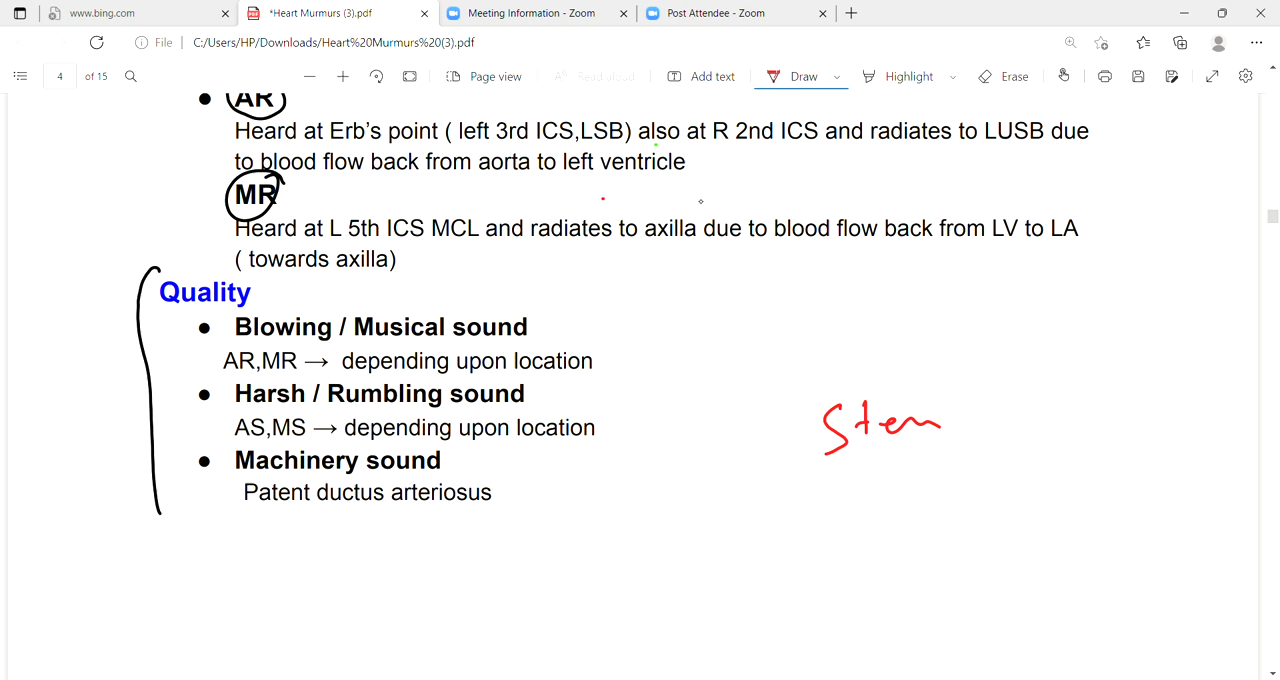 www.bing.com
*Heart Murmurs (3).pdf
Meeting Information - Zoom
Post Attendee - Zoom
File
C:/Users/HP/Downloads/Heart%20Murmurs%20(3).pdf
4 of 15
Page view
Read aloud
Add text
Draw
Highlight
Erase
• AR
Heard at Erb's point ( left 3rd ICS,LSB) also at R 2nd ICS and radiates to LUSB due
to blood flow back from aorta to left ventricle
MR
Heard at L 5th ICS MCL and radiates to axilla due to blood flow back from LV to LA
( towards axilla)
Quality
• Blowing / Musical sound
AR,MR → depending upon location
• Harsh / Rumbling sound
AS,MS → depending upon location
Sten
• Machinery sound
Patent ductus arteriosus